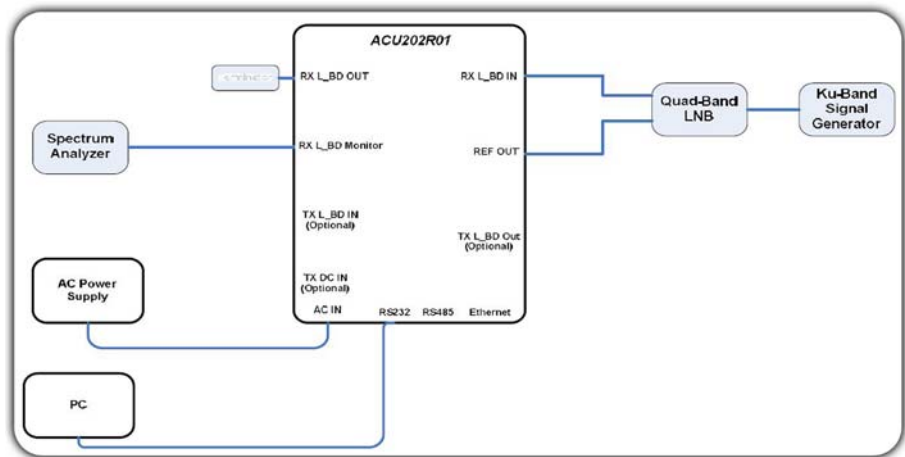 ACU202R01
RX L_BD OUT
RX L_BD IN
Quad-Band
LNB
Ku-Band
Signal
Generator
Spectrum
Analyzer
RX L_BD Monitor
REF OUT
TX L_BD IN
(Optional)
TX L_BD Out
(Optional)
TX DC IN
(Optional)
AC Power
Supply
AC IN
RS232
RS485
Ethernet
PC